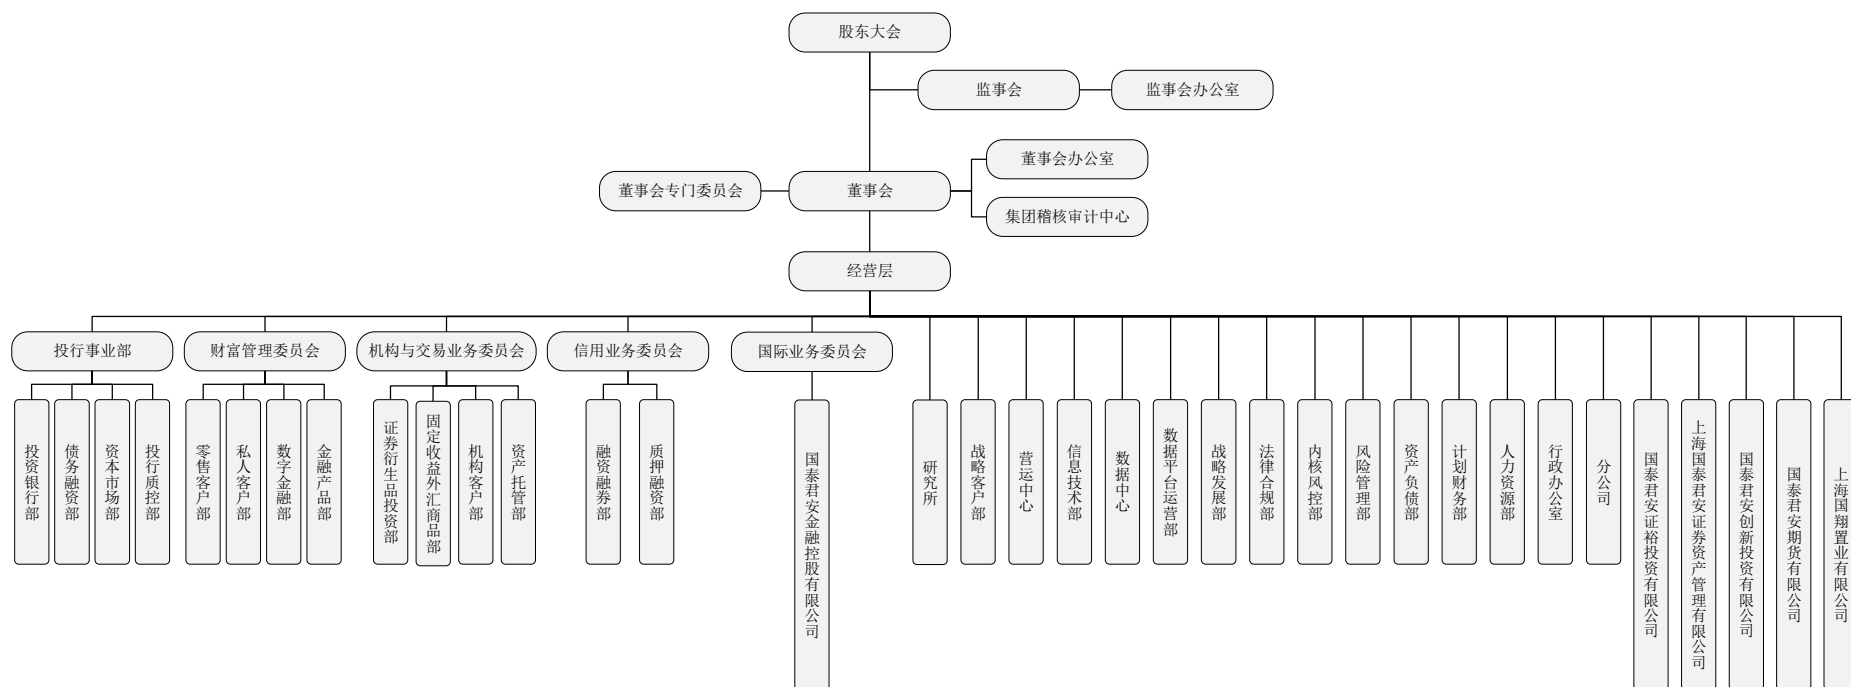 股东大会
监事会
监事会办公室
董事会办公室
董事会专门委员会
董事会
集团稽核审计中心
经营层
投行事业部
财富管理委员会
机构与交易业务委员会
信用业务委员会
国际业务委员会
投资银行部
债务融资部
资本市场部
投行质控部
零售客户部
私人客户部
数字金融部
金融产品部
证券衍生品投资部
固定收益外汇商品部
机构客户部
资产托管部
融资融券部
质押融资部
国泰君安金融控股有限公司
研究所
战略客户部
营运中心
信息技术部
数据中心
数据平台运营部
战略发展部
法律合规部
内核风控部
风险管理部
资产负债部
计划财务部
人力资源部
行政办公室
分公司
国泰君安证裕投资有限公司
上海国泰君安证券资产管理有限公司
国泰君安创新投资有限公司
国泰君安期货有限公司
上海国翔置业有限公司